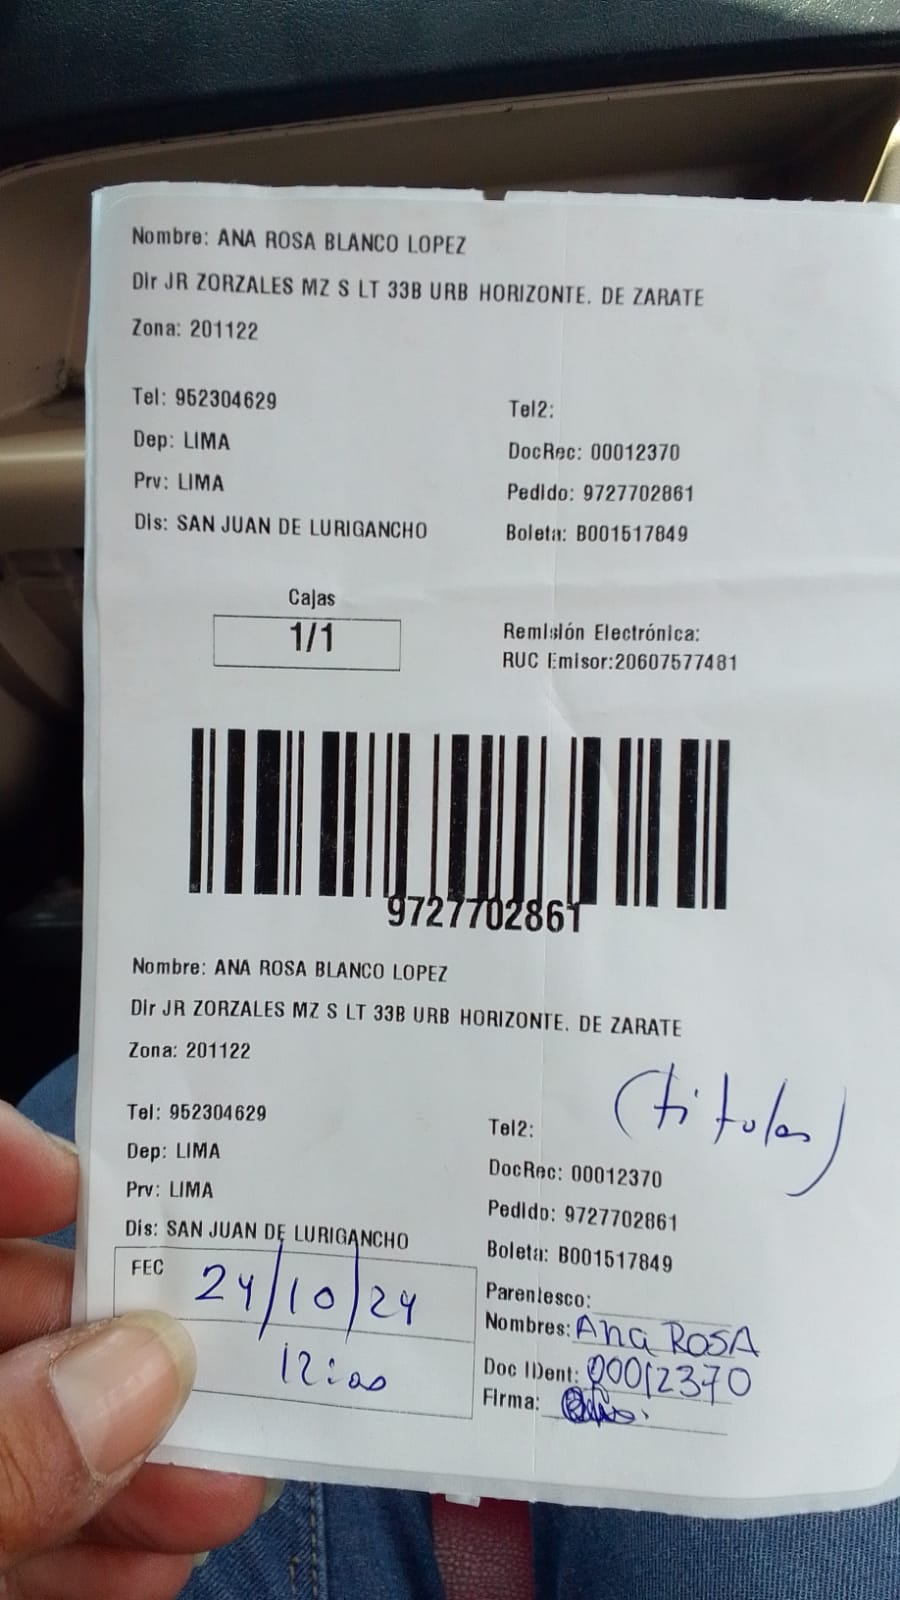 Nombre: ANA ROSA BLANCO LOPEZ
Dir JR ZORZALES MZ S LT 33B URB HORIZONTE. DE ZARATE
Zona: 201122
Tel: 952304629
Tel2:
Dep: LIMA
DocRec: 00012370
Prv: LIMA
Pedido: 9727702861
Dis: SAN JUAN DE LURIGANCHO
Boleta: B001517849
Cajas
1/1
Remisión Electrónica:
RUC Emisor:20607577481
9727702861
Nombre: ANA ROSA BLANCO LOPEZ
Dir JR ZORZALES MZ S LT 33B URB HORIZONTE. DE ZARATE
Zona: 201122
(titular)
Tel: 952304629
Tel2:
Dep: LIMA
DocRec: 00012370
Prv: LIMA
Pedido: 9727702861
Dis: SAN JUAN DE LURIGANCHO
Boleta: B001517849
FEC 24/10/24
12:00
Parentesco:
Nombres: Ana ROSA
Doc IDent: 00012370
Firma: